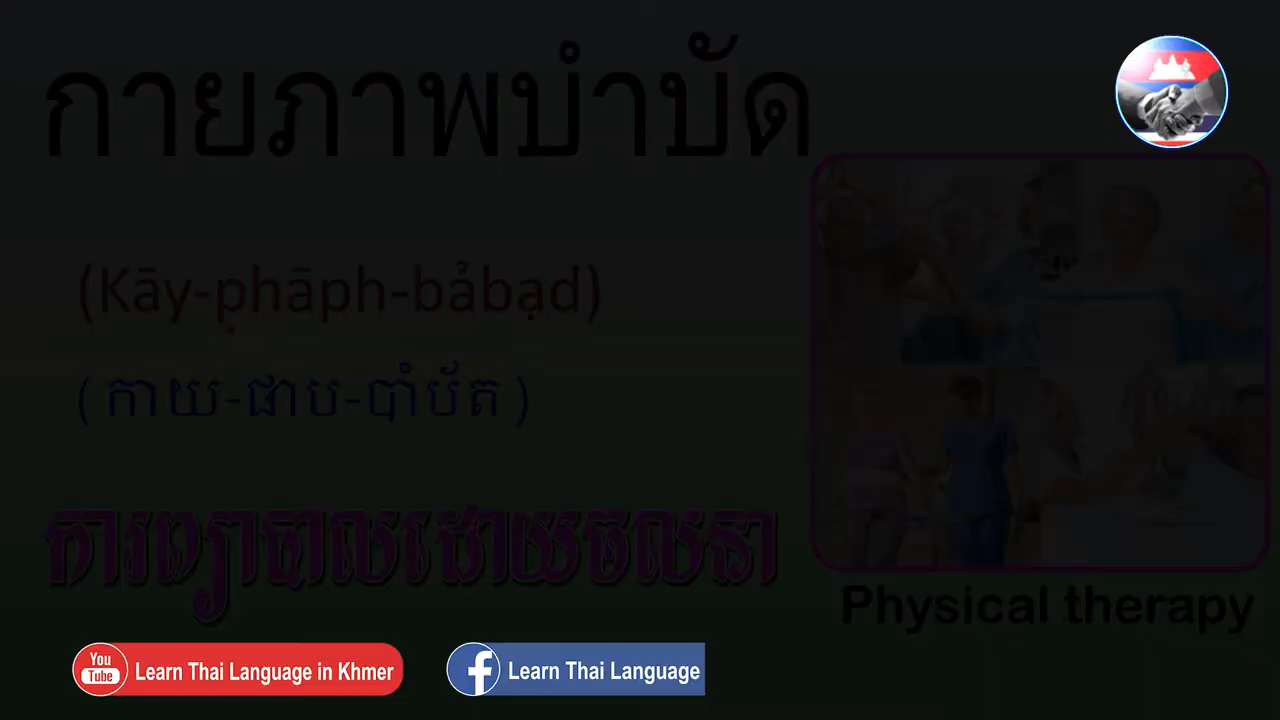 กายภาพบำบัด
(Kāy-p̣hāph-bảbạd)
( កាយ-ផាប-បាំប័ត )
ការព្យាបាលដោយចលនា
Physical therapy
You Tube Learn Thai Language in Khmer
f Learn Thai Language